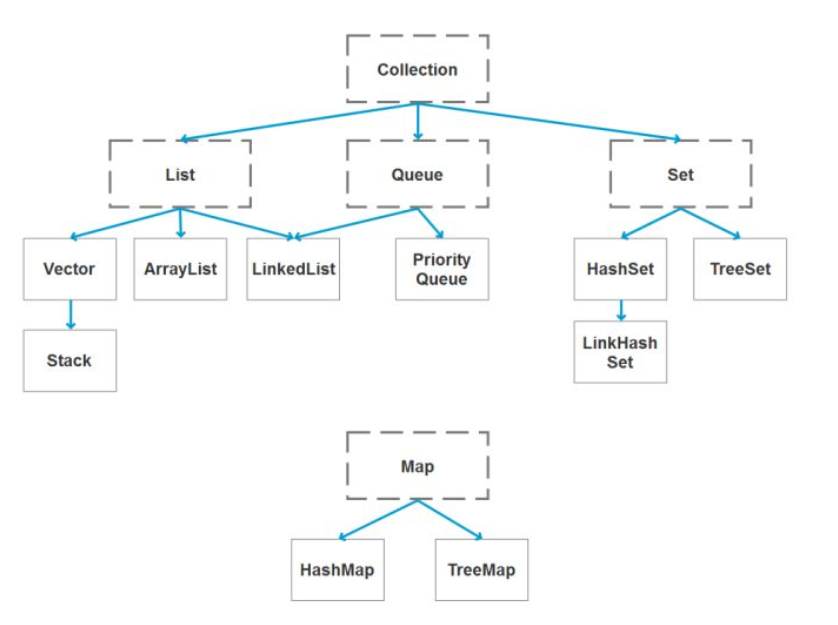 Collection
List
Queue
Set
Vector
ArrayList
LinkedList
Priority
Queue
HashSet
TreeSet
Stack
LinkHash
Set
Map
HashMap
TreeMap